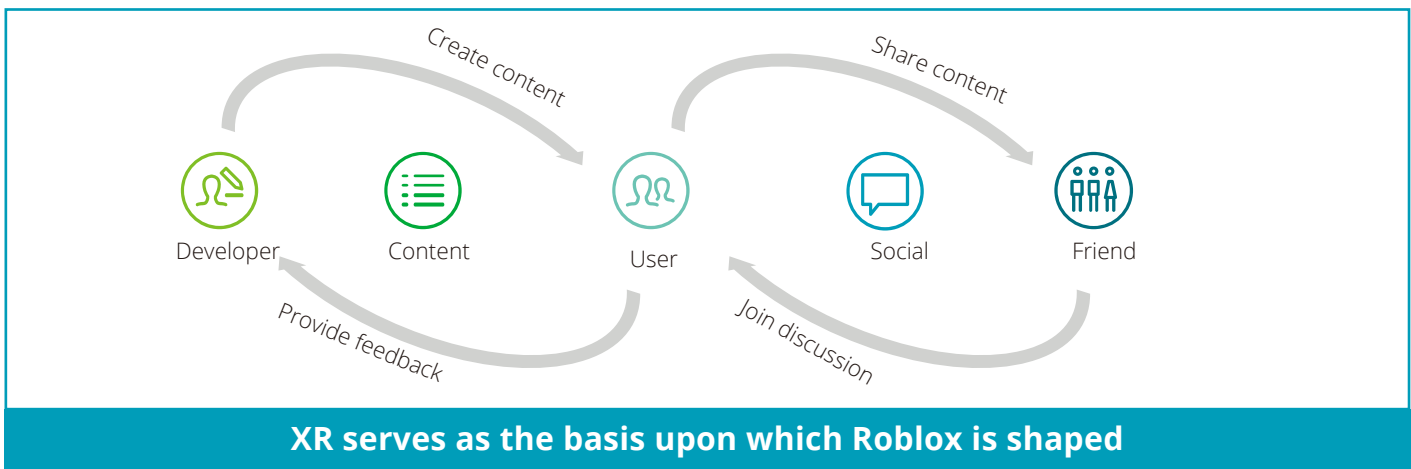 Create content
Share content
Developer
Content
User
Social
Friend
Provide feedback
Join discussion
XR serves as the basis upon which Roblox is shaped